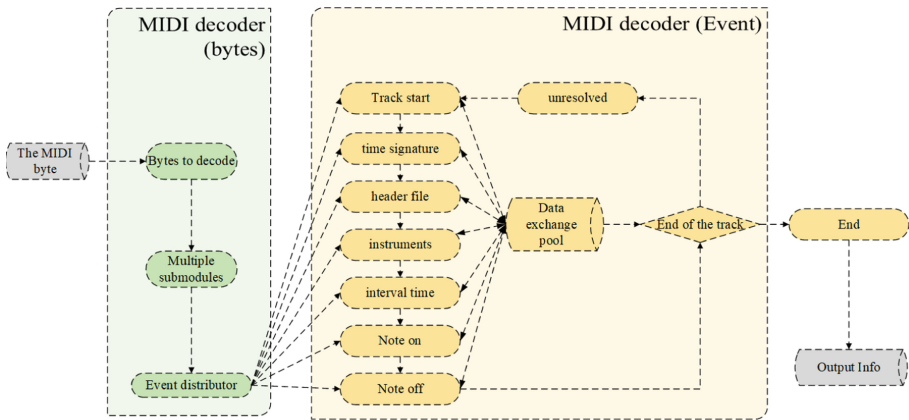 MIDI decoder
(bytes)
MIDI decoder (Event)
The MIDI
byte
Bytes to decode
Multiple
submodules
Event distributor
Track start
unresolved
time signature
header file
instruments
interval time
Note on
Note off
Data
exchange
pool
End of the track
End
Output Info